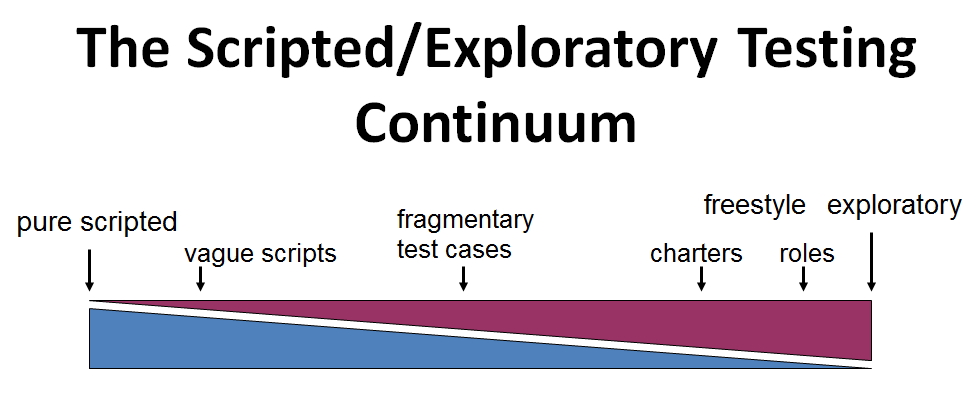 The Scripted/Exploratory Testing
Continuum
pure scripted
vague scripts
fragmentary
test cases
charters
roles
freestyle exploratory